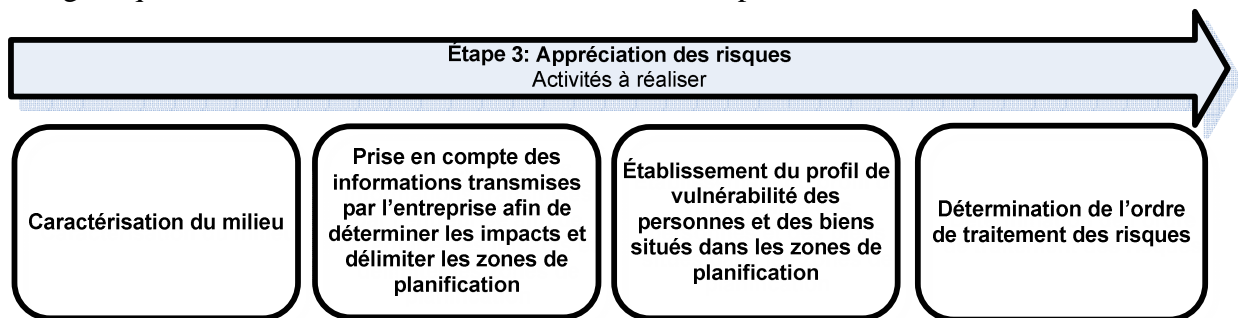 Étape 3: Appréciation des risques
Activités à réaliser
Caractérisation du milieu
Prise en compte des
informations transmises
par l’entreprise afin de
déterminer les impacts et
délimiter les zones de
planification
Établissement du profil de
vulnérabilité des
personnes et des biens
situés dans les zones de
planification
Détermination de l’ordre
de traitement des risques